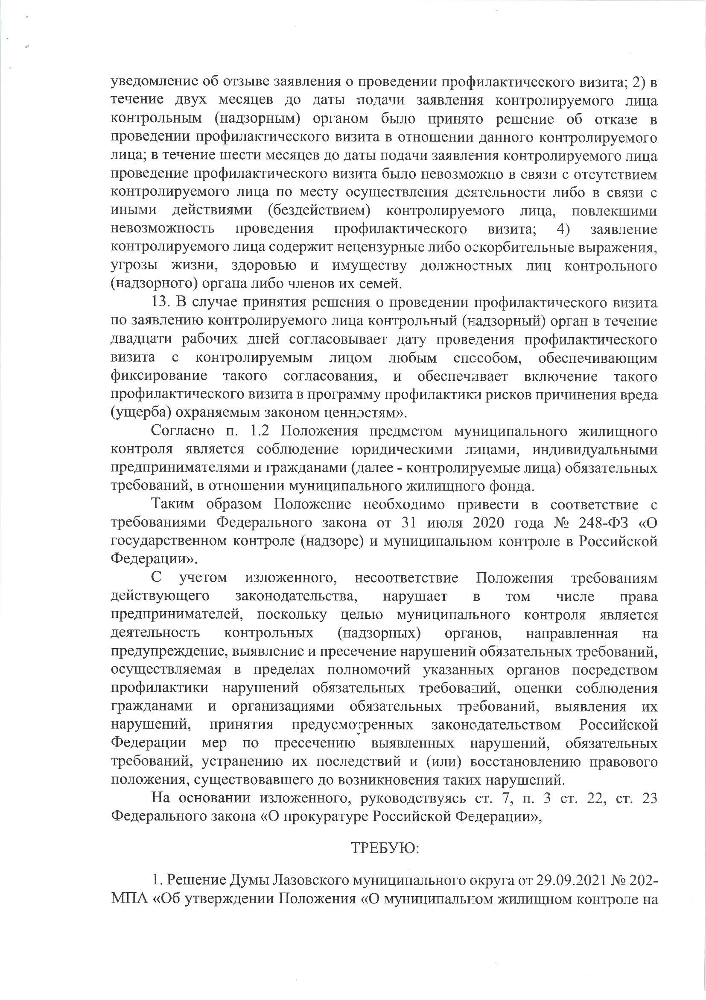 уведомление об отзыве заявления о проведении профилактического визита; 2) в
течение двух месяцев до даты подачи заявления контролируемого лица
контрольным (надзорным) органом было принято решение об отказе в
проведении профилактического визита в отношении данного контролируемого
лица; в течение шести месяцев до даты подачи заявления контролируемого лица
проведение профилактического визита было невозможно в связи с отсутствием
контролируемого лица по месту осуществления деятельности либо в связи с
иными действиями (бездействием) контролируемого лица, повлекшими
невозможность проведения профилактического визита; 4) заявление
контролируемого лица содержит нецензурные либо оскорбительные выражения,
угрозы жизни, здоровью и имуществу должностных лиц контрольного
(надзорного) органа либо членов их семей.
13. В случае принятия решения о проведении профилактического визита
по заявлению контролируемого лица контрольный (надзорный) орган в течение
двадцати рабочих дней согласовывает дату проведения профилактического
визита с контролируемым лицом любым способом, обеспечивающим
фиксирование такого согласования, и обеспечивает включение такого
профилактического визита в программу профилактики рисков причинения вреда
(ущерба) охраняемым законом ценностям».
Согласно п. 1.2 Положения предметом муниципального жилищного
контроля является соблюдение юридическими лицами, индивидуальными
предпринимателями и гражданами (далее - контролируемые лица) обязательных
требований, в отношении муниципального жилищного фонда.
Таким образом Положение необходимо привести в соответствие с
требованиями Федерального закона от 31 июля 2020 года № 248-ФЗ «О
государственном контроле (надзоре) и муниципальном контроле в Российской
Федерации».
С учетом изложенного, несоответствие Положения требованиям
действующего законодательства, нарушает в том числе права
предпринимателей, поскольку целью муниципального контроля является
деятельность контрольных (надзорных) органов, направленная на
предупреждение, выявление и пресечение нарушений обязательных требований,
осуществляемая в пределах полномочий указанных органов посредством
профилактики нарушений обязательных требований, оценки соблюдения
гражданами и организациями обязательных требований, выявления их
нарушений, принятия предусмотренных законодательством Российской
Федерации мер по пресечению выявленных нарушений, обязательных
требований, устранению их последствий и (или) восстановлению правового
положения, существовавшего до возникновения таких нарушений.
На основании изложенного, руководствуясь ст. 7, п. 3 ст. 22, ст. 23
Федерального закона «О прокуратуре Российской Федерации»,
ТРЕБУЮ:
1. Решение Думы Лазовского муниципального округа от 29.09.2021 № 202-
МПА «Об утверждении Положения «О муниципальном жилищном контроле на